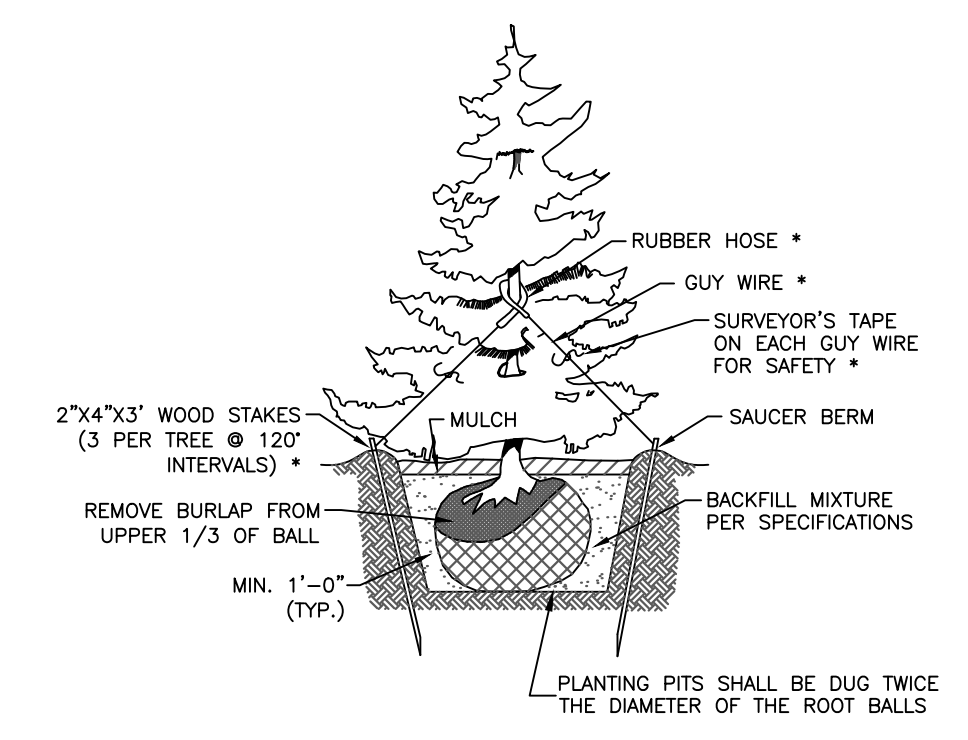 RUBBER HOSE *
GUY WIRE *
SURVEYOR'S TAPE
ON EACH GUY WIRE
FOR SAFETY *
2"X4"X3' WOOD STAKES
(3 PER TREE @ 120°
INTERVALS) *
MULCH
SAUCER BERM
REMOVE BURLAP FROM
UPPER 1/3 OF BALL
BACKFILL MIXTURE
PER SPECIFICATIONS
MIN. 1'-0"
(TYP.)
PLANTING PITS SHALL BE DUG TWICE
THE DIAMETER OF THE ROOT BALLS